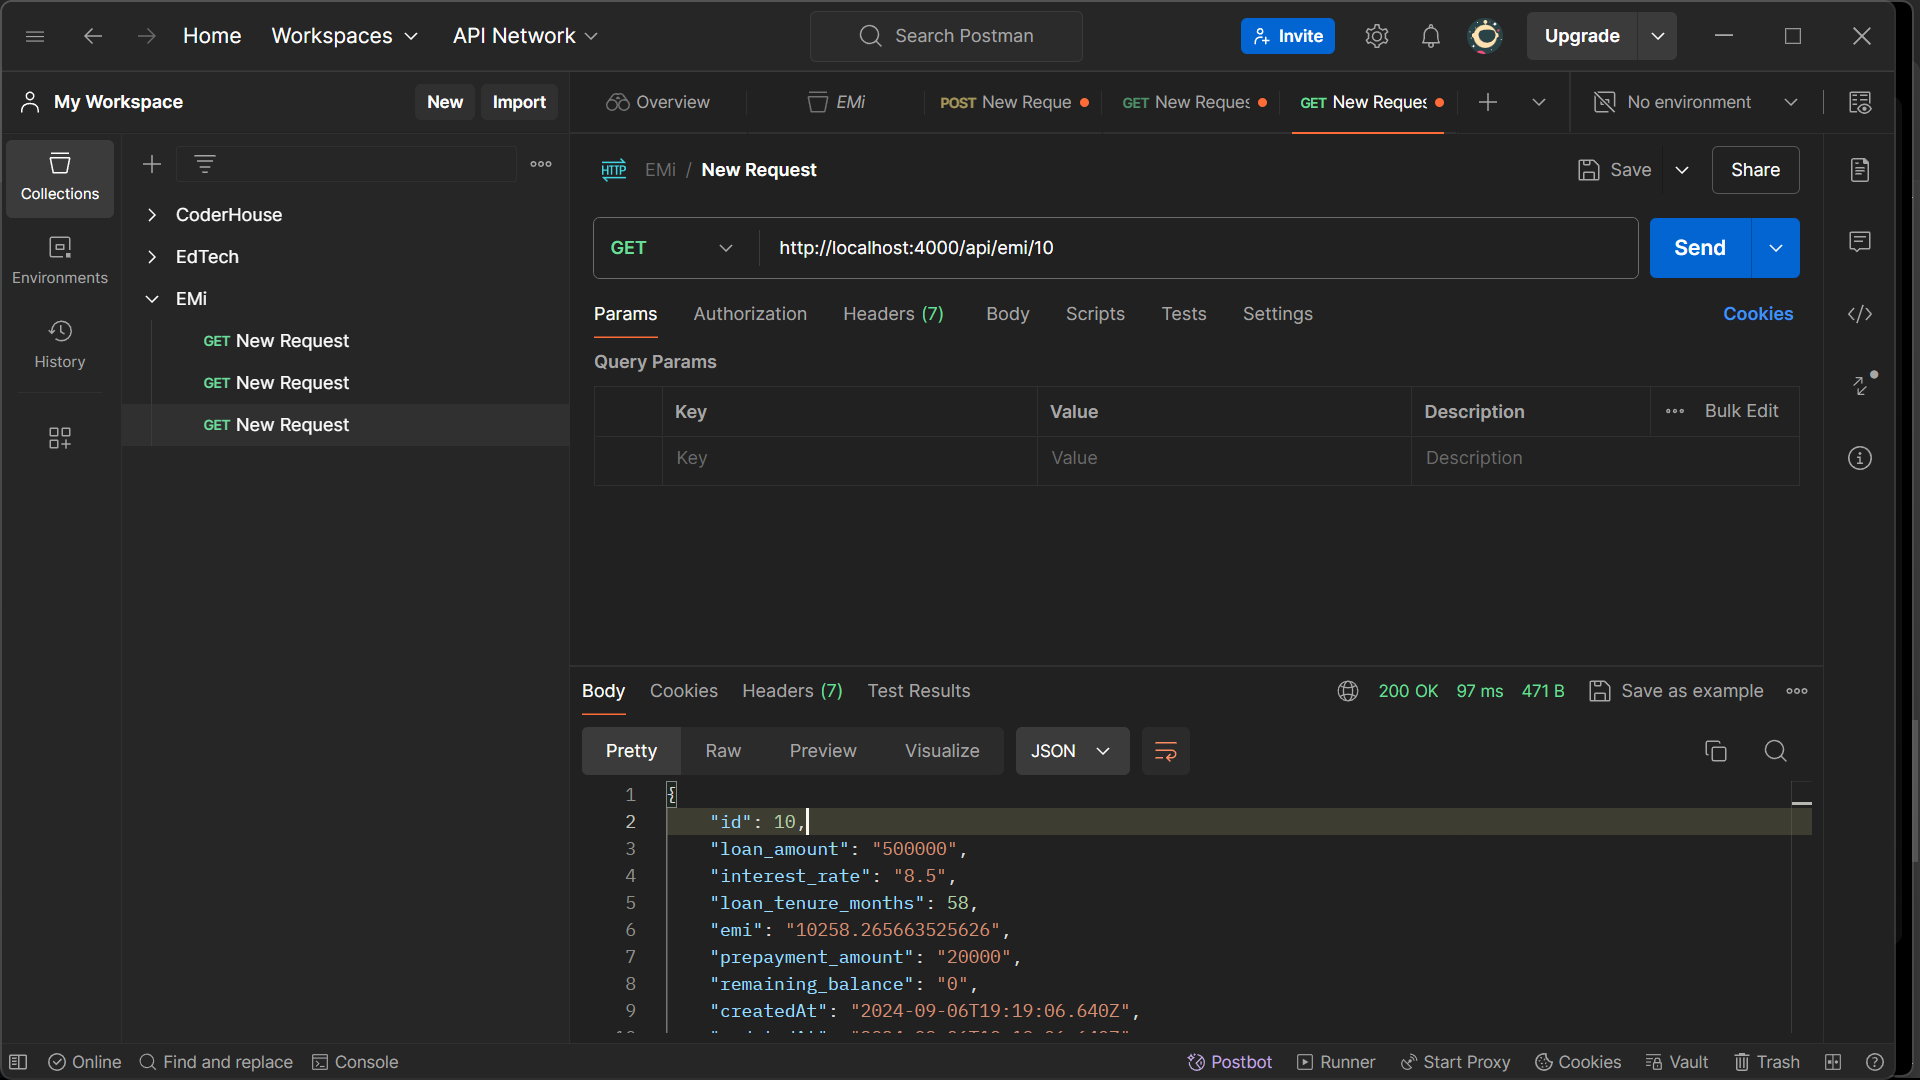 Home Workspaces API Network Search Postman Invite Upgrade
My Workspace New Import Overview EMi POST New Reque GET New Reques GET New Reques No environment
Collections
Environments
History
CoderHouse
EdTech
EMi
GET New Request
GET New Request
GET New Request
HTTP EMi / New Request Save Share
GET http://localhost:4000/api/emi/10 Send
Params Authorization Headers (7) Body Scripts Tests Settings Cookies
Query Params
Key Value Description Bulk Edit
Key Value Description
Body Cookies Headers (7) Test Results 200 OK 97 ms 471 B Save as example
Pretty Raw Preview Visualize JSON
1 {
2 "id": 10,
3 "loan_amount": "500000",
4 "interest_rate": "8.5",
5 "loan_tenure_months": 58,
6 "emi": "10258.265663525626",
7 "prepayment_amount": "20000",
8 "remaining_balance": "0",
9 "createdAt": "2024-09-06T19:19:06.640Z",
Online Find and replace Console Postbot Runner Start Proxy Cookies Vault Trash